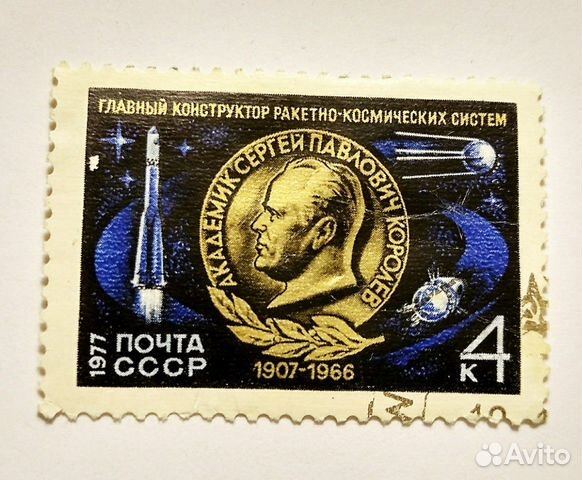 ГЛАВНЫЙ КОНСТРУКТОР РАКЕТНО-КОСМИЧЕСКИХ СИСТЕМ
АКАДЕМИК СЕРГЕЙ ПАВЛОВИЧ КОРОЛЕВ
1977 ПОЧТА
СССР
1907-1966
4 К
Avito